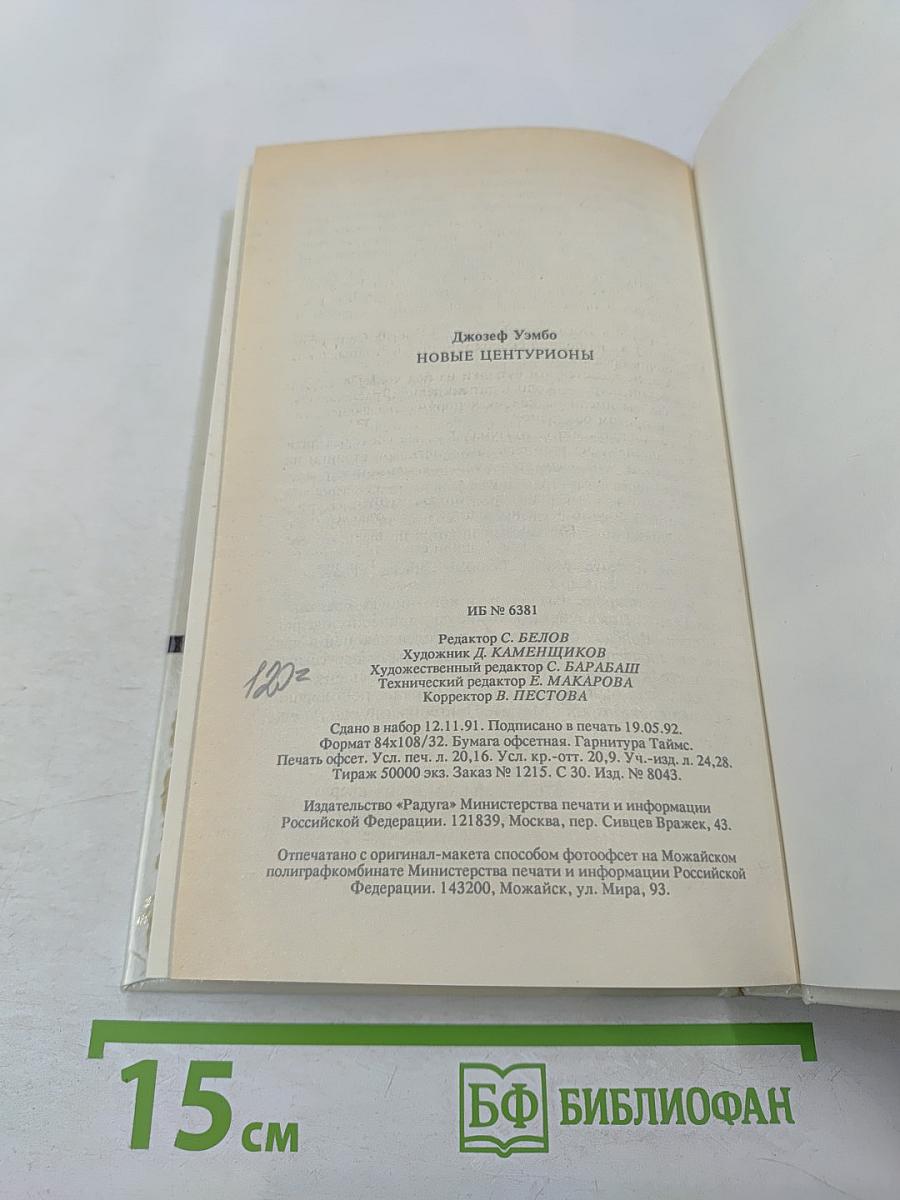 Джозеф Уэмбо
НОВЫЕ ЦЕНТУРИОНЫ
ИБ № 6381
Редактор С. БЕЛОВ
Художник Д. КАМЕНЩИКОВ
Художественный редактор С. БАРАБАШ
Технический редактор Е. МАКАРОВА
Корректор В. ПЕСТОВА
120=
Сдано в набор 12.11.91. Подписано в печать 19.05.92.
Формат 84х108/32. Бумага офсетная. Гарнитура Таймс.
Печать офсет. Усл. печ. л. 20,16. Усл. кр.-отт. 20,9. Уч.-изд. л. 24,28.
Тираж 50000 экз. Заказ № 1215. С 30. Изд. № 8043.
Издательство «Радуга» Министерства печати и информации
Российской Федерации. 121839, Москва, пер. Сивцев Вражек, 43.
Отпечатано с оригинал-макета способом фотоофсет на Можайском
полиграфкомбинате Министерства печати и информации Российской
Федерации. 143200, Можайск, ул. Мира, 93.
15 см
БФ БИБЛИОФАН